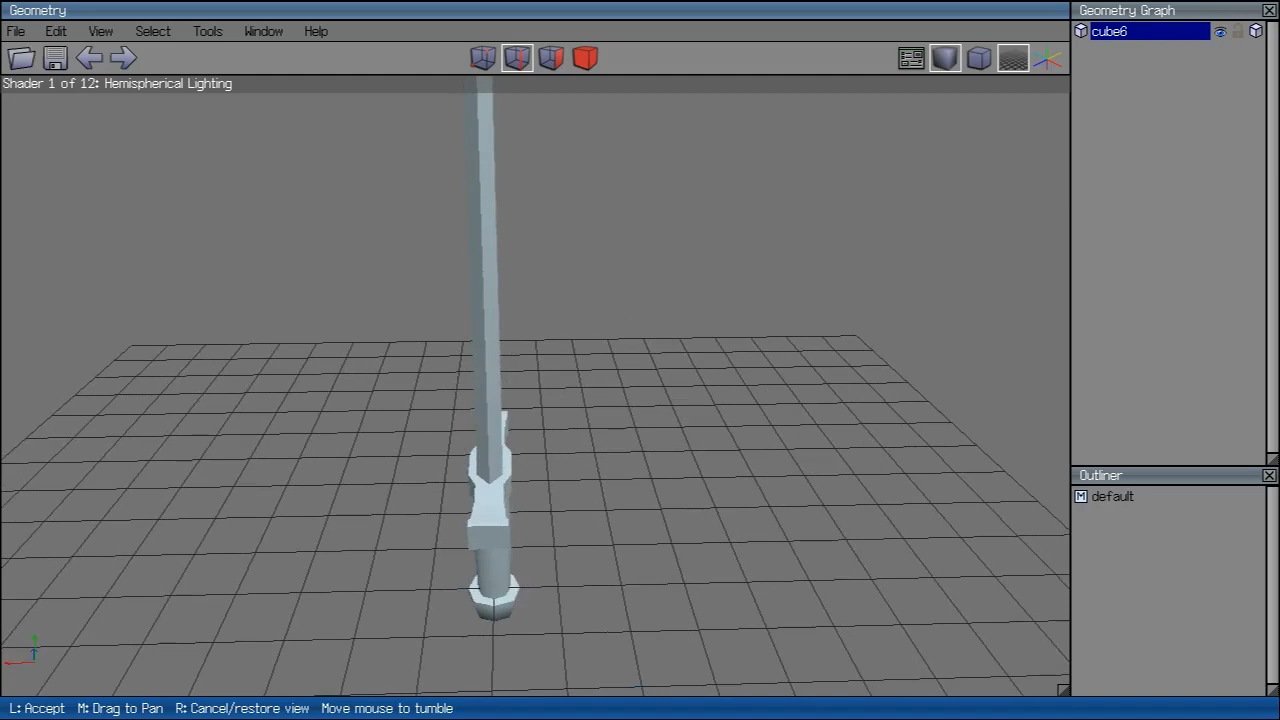 Geometry
File Edit View Select Tools Window Help
Shader 1 of 12: Hemispherical Lighting
Geometry Graph
cube6
Outliner
M default
L: Accept M: Drag to Pan R: Cancel/restore view Move mouse to tumble